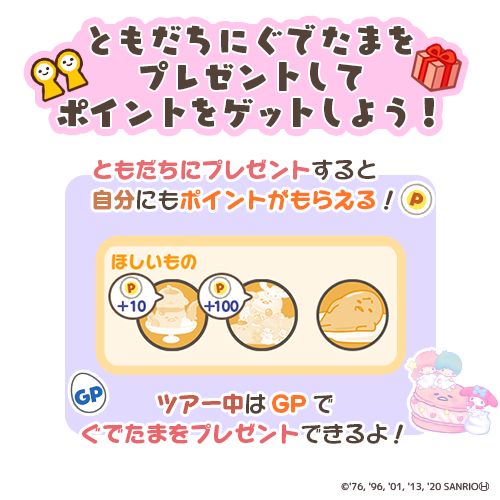 ともだちにぐでたまを
プレゼントして
ポイントをゲットしよう！
ともだちにプレゼントすると
自分にもポイントがもらえる！ P
ほしいもの
P +10
P +100
GP
ツアー中は GP で
ぐでたまをプレゼントできるよ！
©'76, '96, '01, '13, '20 SANRIO Ⓗ